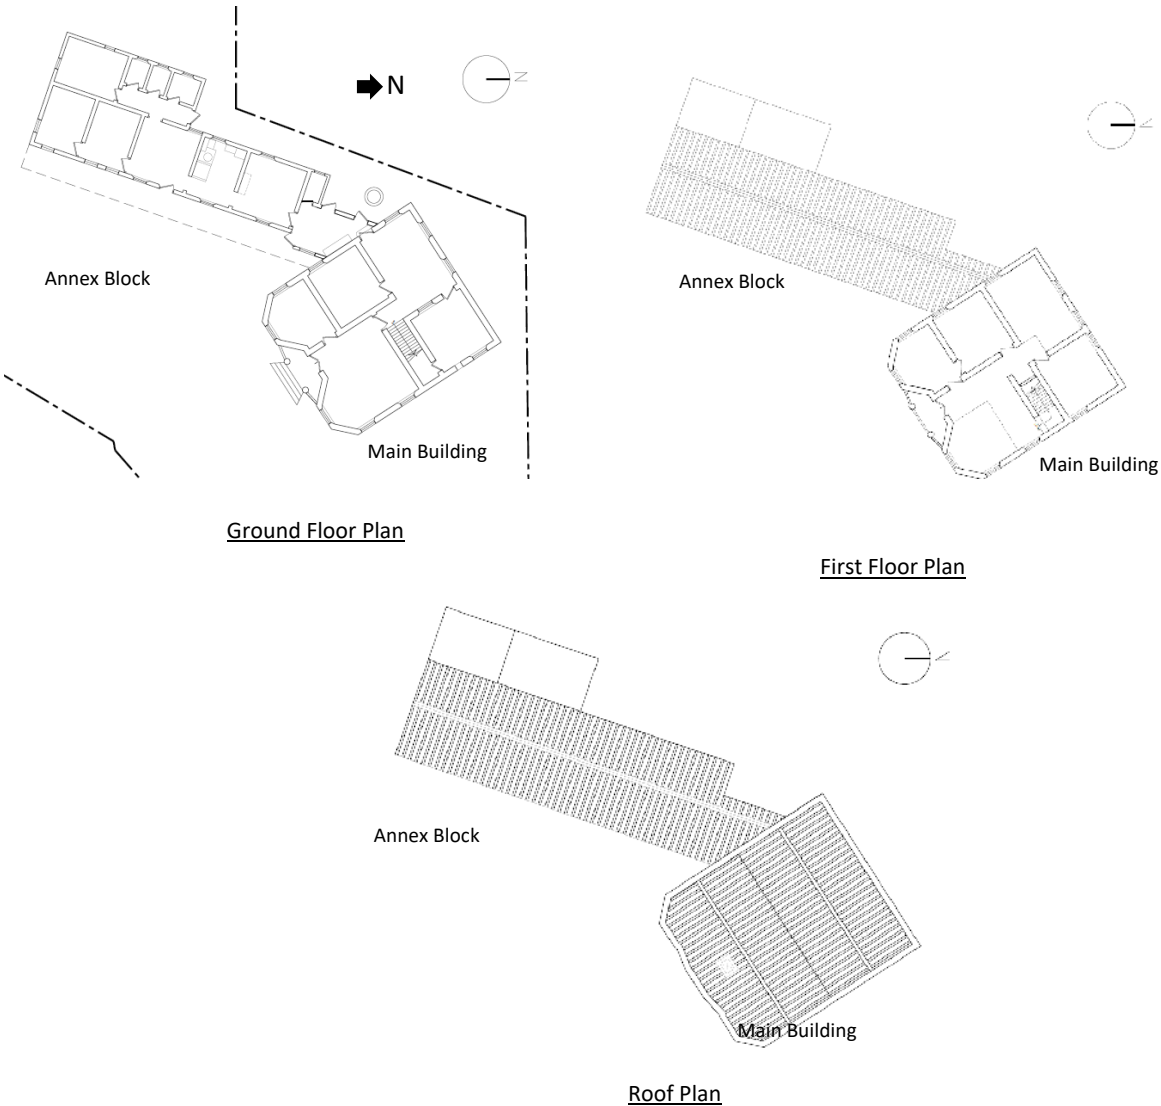 N
N
Annex Block
Main Building
Ground Floor Plan
N
Annex Block
Main Building
First Floor Plan
N
Annex Block
Main Building
Roof Plan